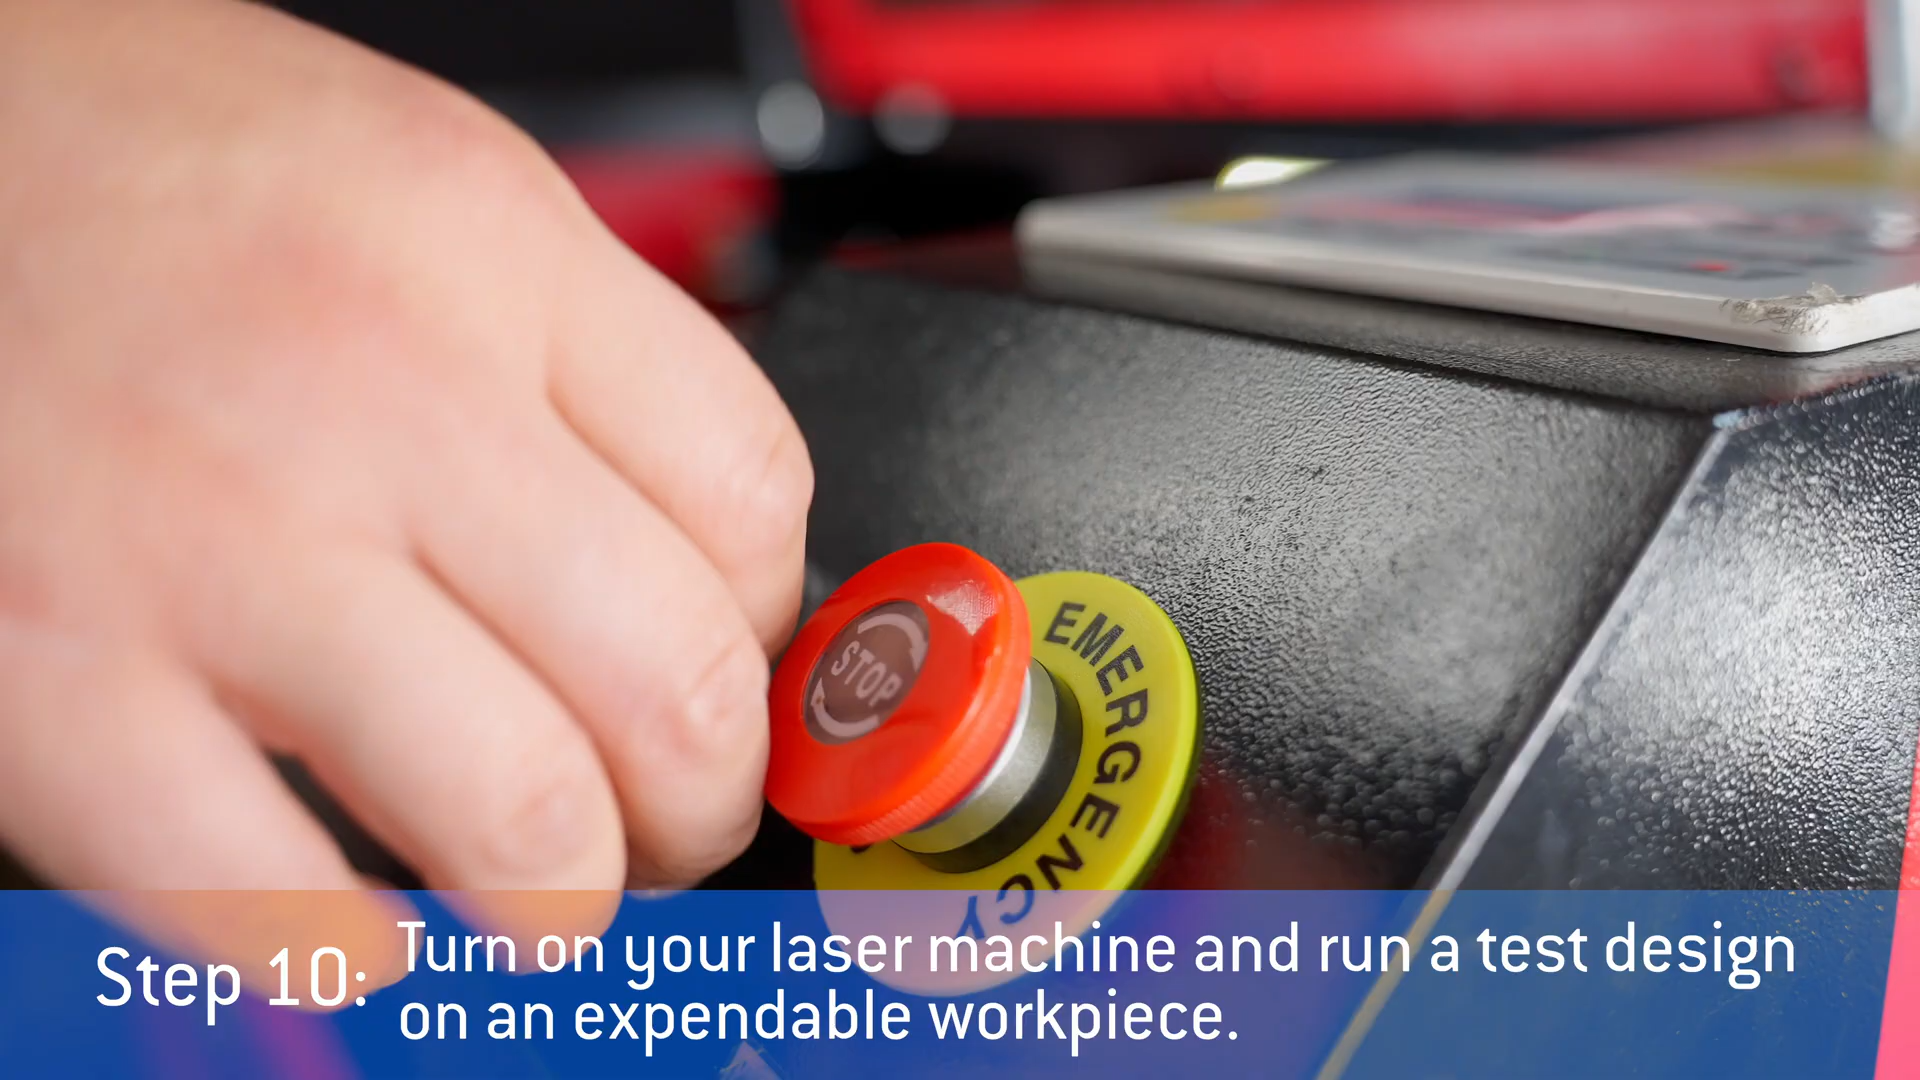 STOP
EMERGENCY
Step 10: Turn on your laser machine and run a test design
on an expendable workpiece.